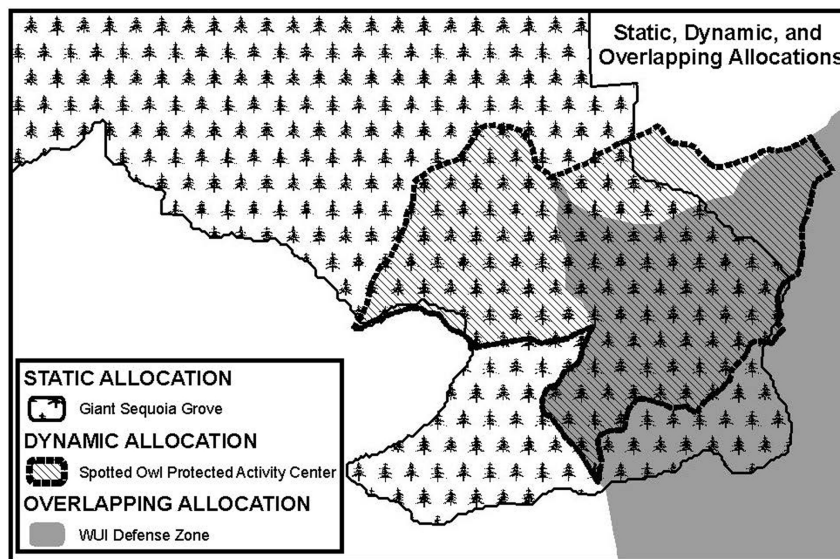 Static, Dynamic, and
Overlapping Allocations
STATIC ALLOCATION
Giant Sequoia Grove
DYNAMIC ALLOCATION
Spotted Owl Protected Activity Center
OVERLAPPING ALLOCATION
WUI Defense Zone